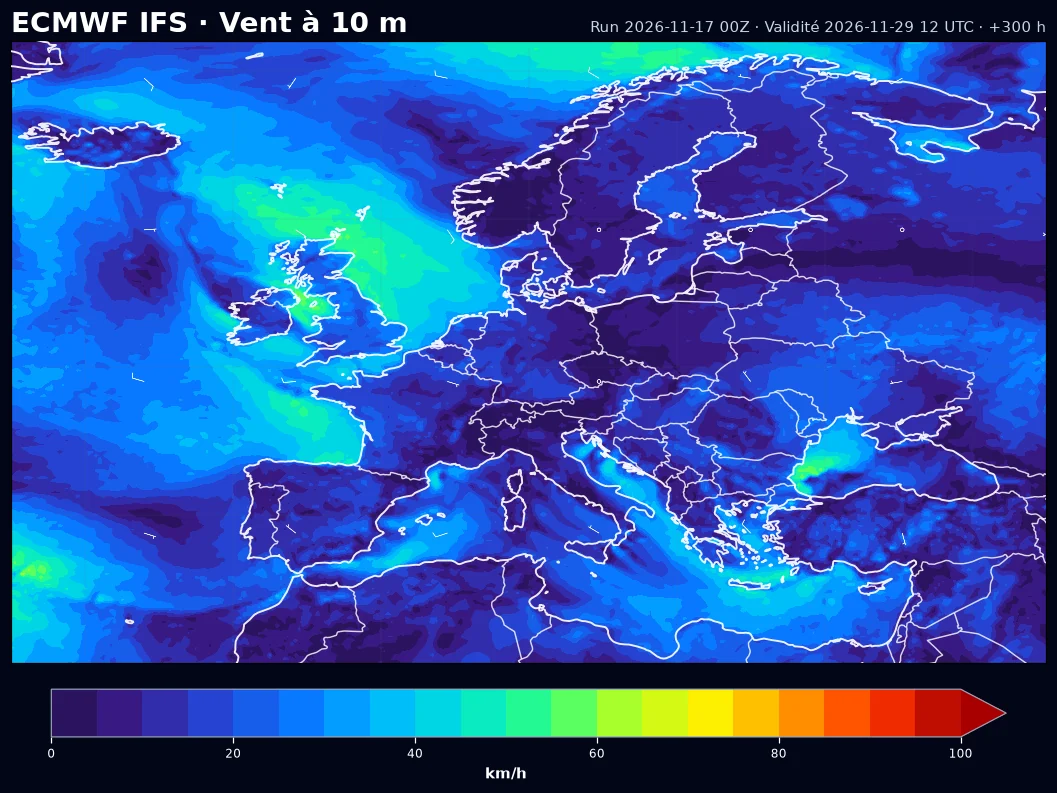 ECMWF IFS · Vent à 10 m
Run 2026-11-17 00Z · Validité 2026-11-29 12 UTC · +300 h
0 20 40 60 80 100
km/h